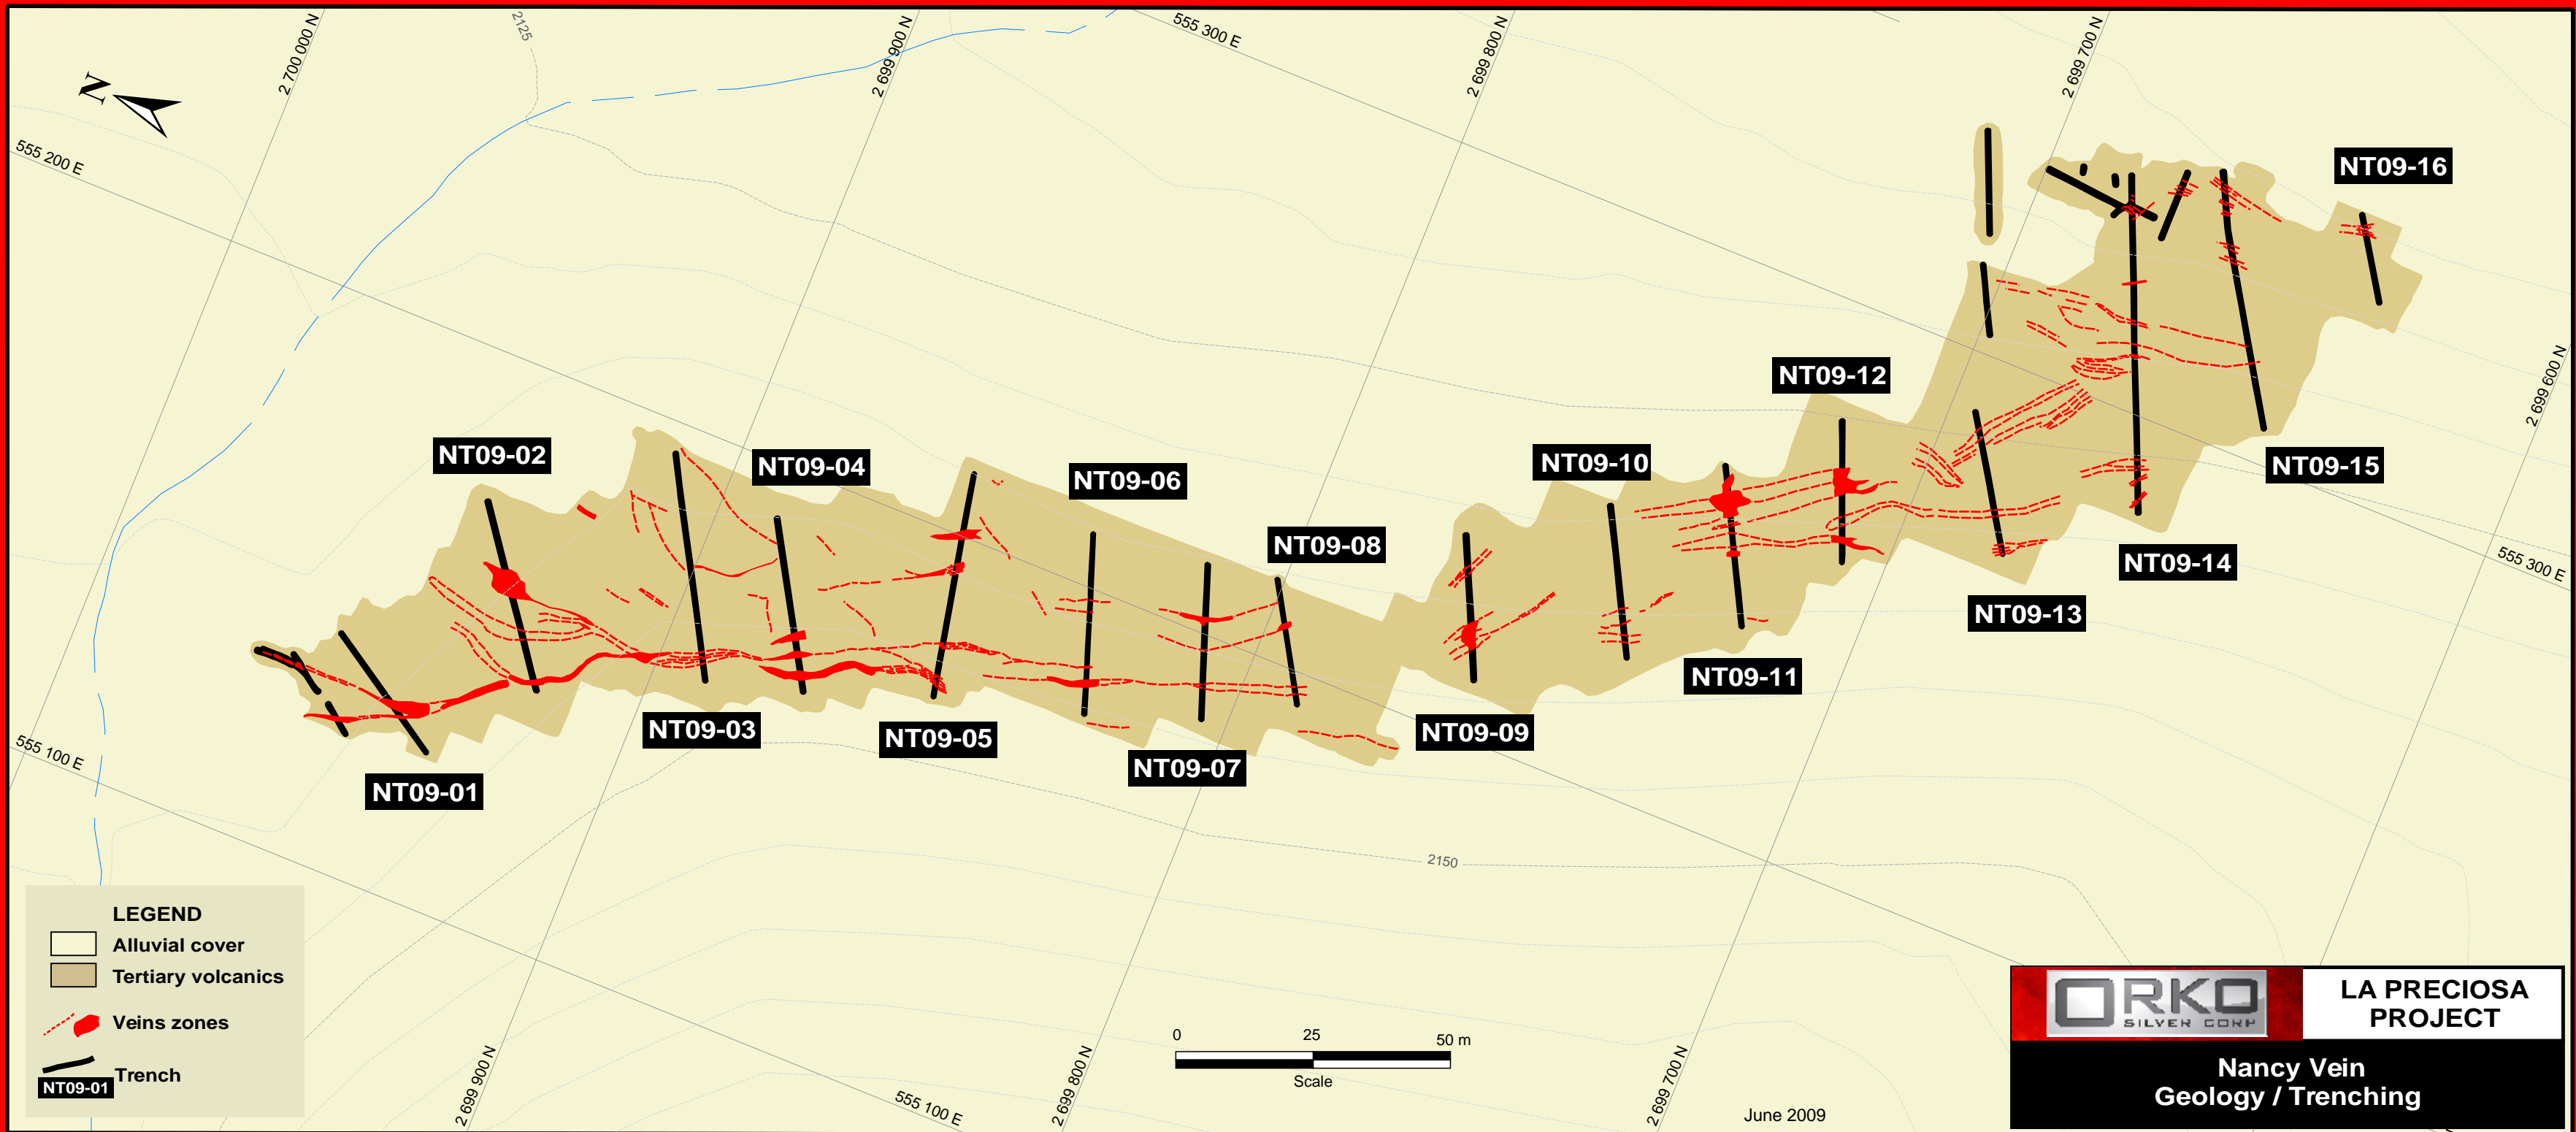 2 700 000 N
2125
2 699 900 N
555 300 E
2 699 800 N
2 699 700 N
N
555 200 E
NT09-16
2 699 600 N
NT09-12
NT09-02
NT09-04
NT09-10
NT09-15
NT09-06
NT09-08
NT09-14
555 300 E
NT09-13
NT09-11
NT09-03
NT09-05
NT09-09
555 100 E
NT09-07
NT09-01
2150
LEGEND
Alluvial cover
Tertiary volcanics
Veins zones
Trench
NT09-01
2 699 900 N
555 100 E
2 699 800 N
0 25 50 m
Scale
2 699 700 N
June 2009
ORKO
SILVER CORP
LA PRECIOSA
PROJECT
Nancy Vein
Geology / Trenching